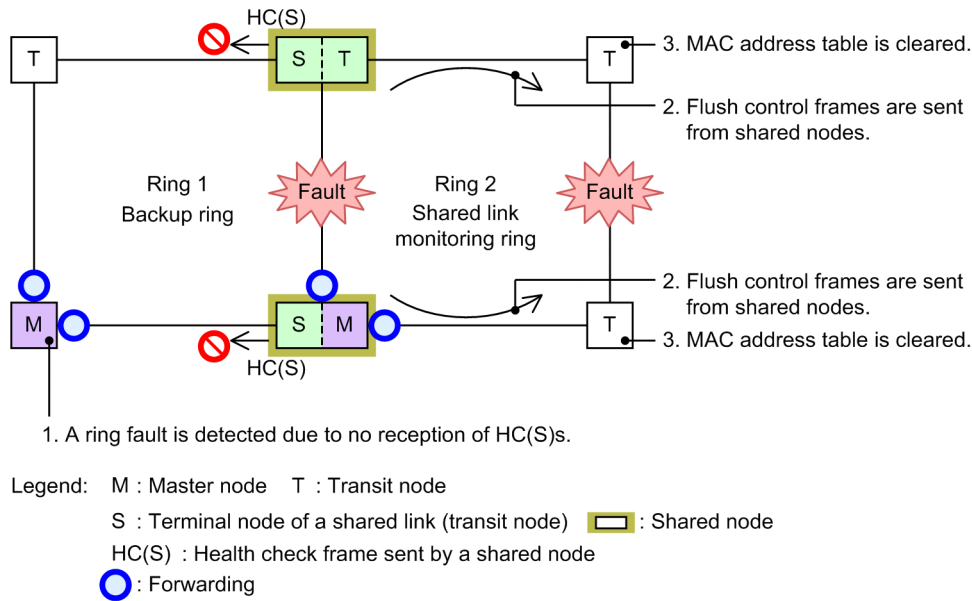 HC(S)
T
S
T
T
3. MAC address table is cleared.
2. Flush control frames are sent
from shared nodes.
Ring 1
Backup ring
Fault
Ring 2
Shared link
monitoring ring
Fault
2. Flush control frames are sent
from shared nodes.
M
S
M
T
3. MAC address table is cleared.
HC(S)
1. A ring fault is detected due to no reception of HC(S)s.
Legend: M : Master node T : Transit node
S : Terminal node of a shared link (transit node) : Shared node
HC(S) : Health check frame sent by a shared node
: Forwarding